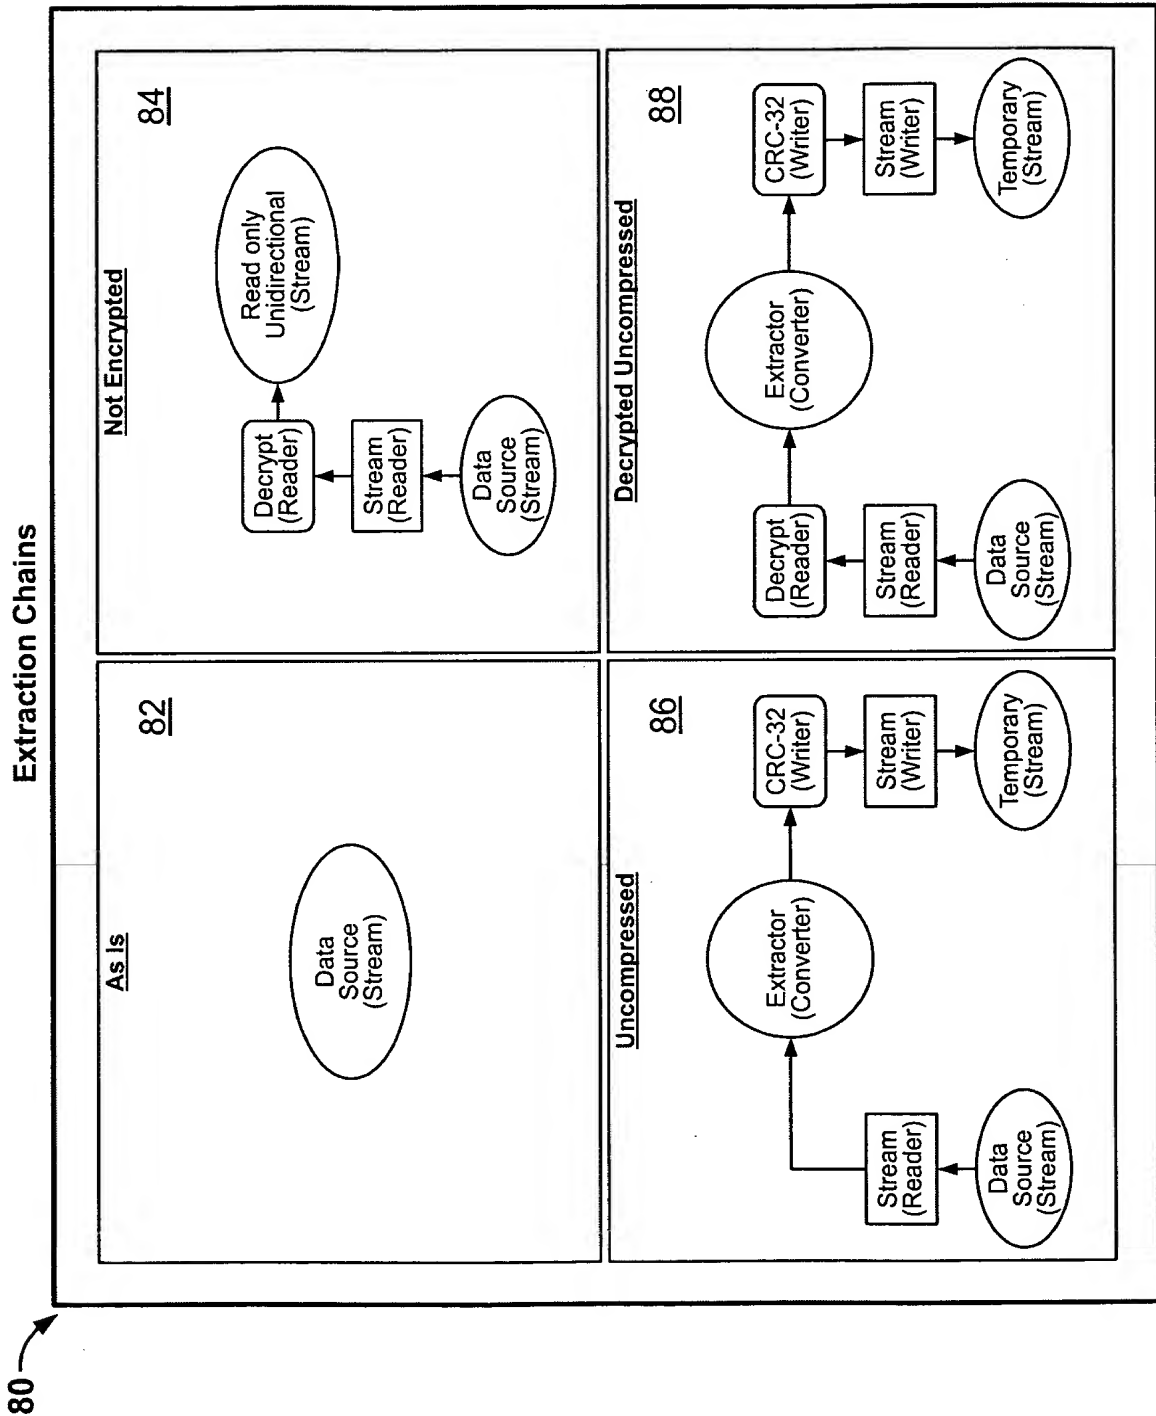 Extraction Chains
80
As Is
82
Data
Source
(Stream)
Not Encrypted
84
Decrypt
(Reader)
Read only
Unidirectional
(Stream)
Stream
(Reader)
Data
Source
(Stream)
Uncompressed
86
Extractor
(Converter)
CRC-32
(Writer)
Stream
(Reader)
Stream
(Writer)
Data
Source
(Stream)
Temporary
(Stream)
Decrypted Uncompressed
88
Decrypt
(Reader)
Extractor
(Converter)
CRC-32
(Writer)
Stream
(Reader)
Stream
(Writer)
Data
Source
(Stream)
Temporary
(Stream)